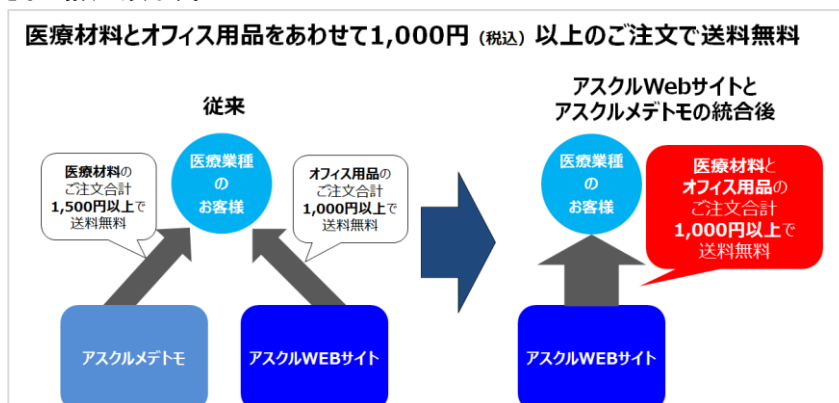 医療材料とオフィス用品をあわせて1,000円（税込）以上のご注文で送料無料
従来
医療材料の
ご注文合計
1,500円以上で
送料無料
医療業種
の
お客様
オフィス用品の
ご注文合計
1,000円以上で
送料無料
アスクルメデトモ
アスクルWEBサイト
アスクルWebサイトと
アスクルメデトモの統合後
医療業種
の
お客様
医療材料と
オフィス用品の
ご注文合計
1,000円以上で
送料無料
アスクルWEBサイト